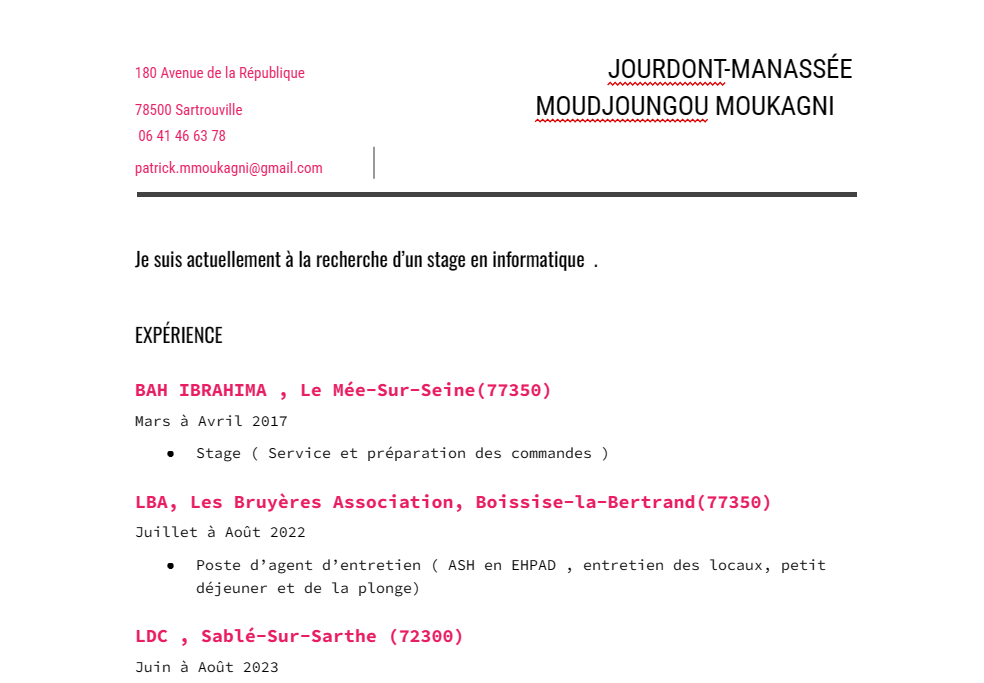 180 Avenue de la République
78500 Sartrouville
06 41 46 63 78
patrick.mmoukagni@gmail.com
JOURDONT-MANASSÉE
MOUDJOUNGOU MOUKAGNI
Je suis actuellement à la recherche d’un stage en informatique .
EXPÉRIENCE
BAH IBRAHIMA , Le Mée-Sur-Seine(77350)
Mars à Avril 2017
● Stage ( Service et préparation des commandes )
LBA, Les Bruyères Association, Boissise-la-Bertrand(77350)
Juillet à Août 2022
● Poste d’agent d’entretien ( ASH en EHPAD , entretien des locaux, petit
déjeuner et de la plonge)
LDC , Sablé-Sur-Sarthe (72300)
Juin à Août 2023